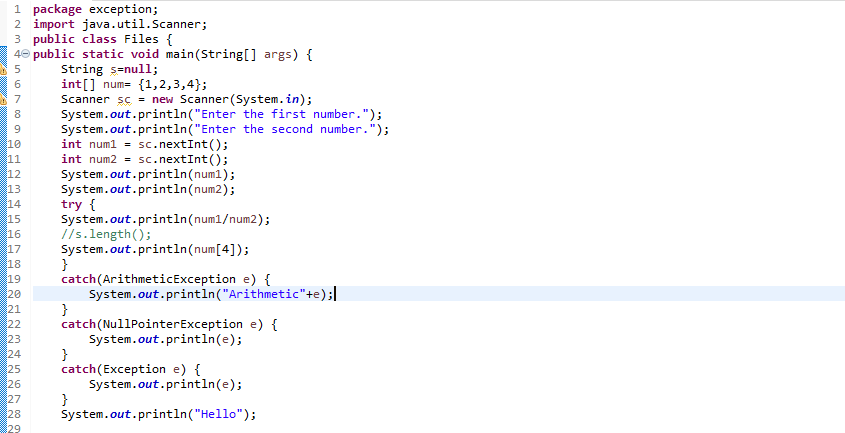 1 package exception;
2 import java.util.Scanner;
3 public class Files {
4 public static void main(String[] args) {
5 String s=null;
6 int[] num= {1,2,3,4};
7 Scanner sc = new Scanner(System.in);
8 System.out.println("Enter the first number.");
9 System.out.println("Enter the second number.");
10 int num1 = sc.nextInt();
11 int num2 = sc.nextInt();
12 System.out.println(num1);
13 System.out.println(num2);
14 try {
15 System.out.println(num1/num2);
16 //s.length();
17 System.out.println(num[4]);
18 }
19 catch(ArithmeticException e) {
20 System.out.println("Arithmetic"+e);
21 }
22 catch(NullPointerException e) {
23 System.out.println(e);
24 }
25 catch(Exception e) {
26 System.out.println(e);
27 }
28 System.out.println("Hello");
29